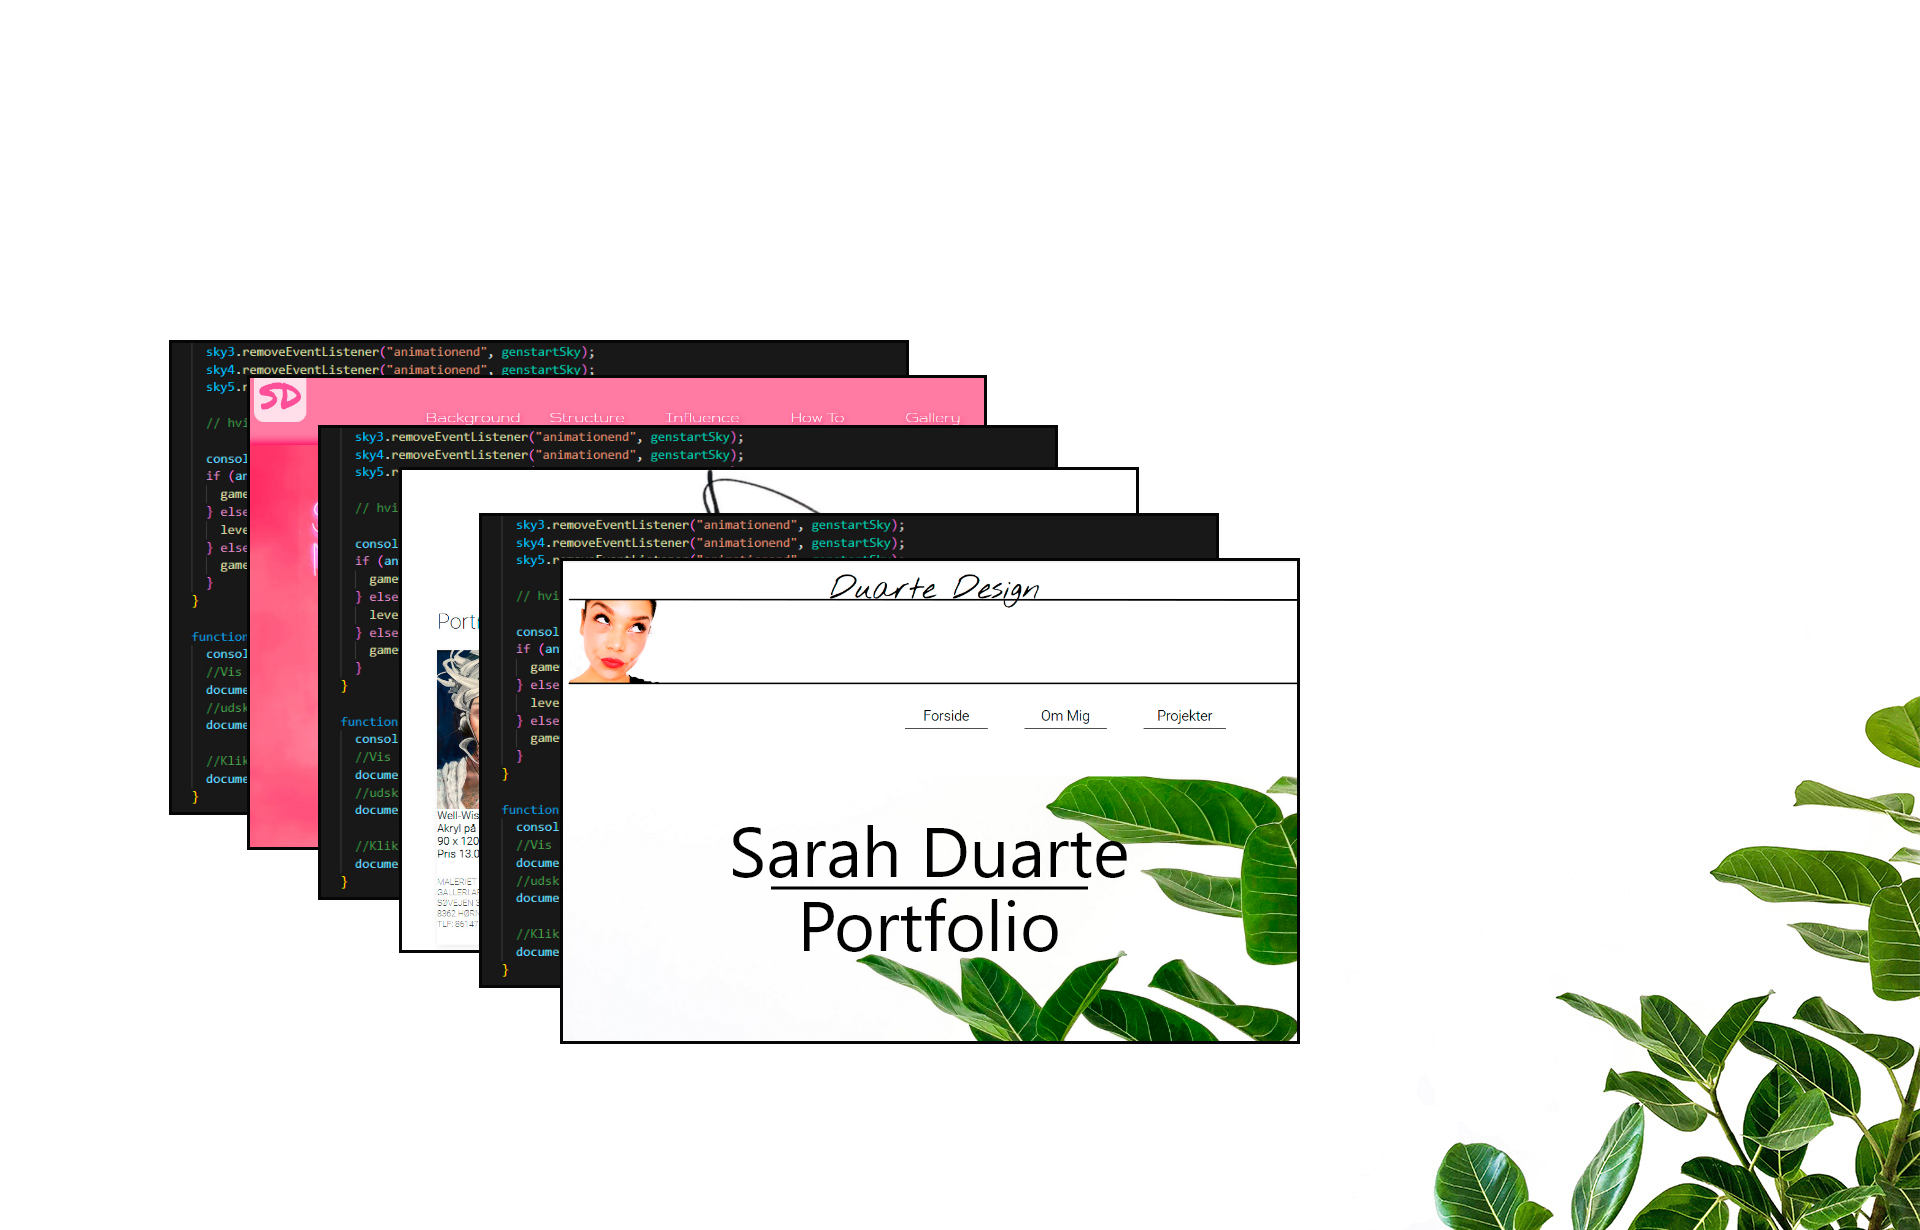 sky3.removeEventListener("animationend", genstartSky);
sky4.removeEventListener("animationend", genstartSky);
sky5.r
// hvi
consol
if (an
game
} else
leve
} else
game
}
}
function
consol
//Vis
docume
//udsk
docume
//Klik
docume
}
SD
Background Structure Influence How To Gallery
sky3.removeEventListener("animationend", genstartSky);
sky4.removeEventListener("animationend", genstartSky);
sky5.r
// hvi
consol
if (an
game
} else
leve
} else
game
}
}
function
consol
//Vis
docume
//udsk
docume
//Klik
docume
}
Portr
Well-Wis
Akryl på
90 x 120
Pris 13.0
MALERIET
GALLERI AF
SØVEJEN S
8362 HØRN
TLF: 86147
sky3.removeEventListener("animationend", genstartSky);
sky4.removeEventListener("animationend", genstartSky);
sky5.r
// hvi
consol
if (an
game
} else
leve
} else
game
}
}
function
consol
//Vis
docume
//udsk
docume
//Klik
docume
}
Duarte Design
Forside Om Mig Projekter
Sarah Duarte
Portfolio